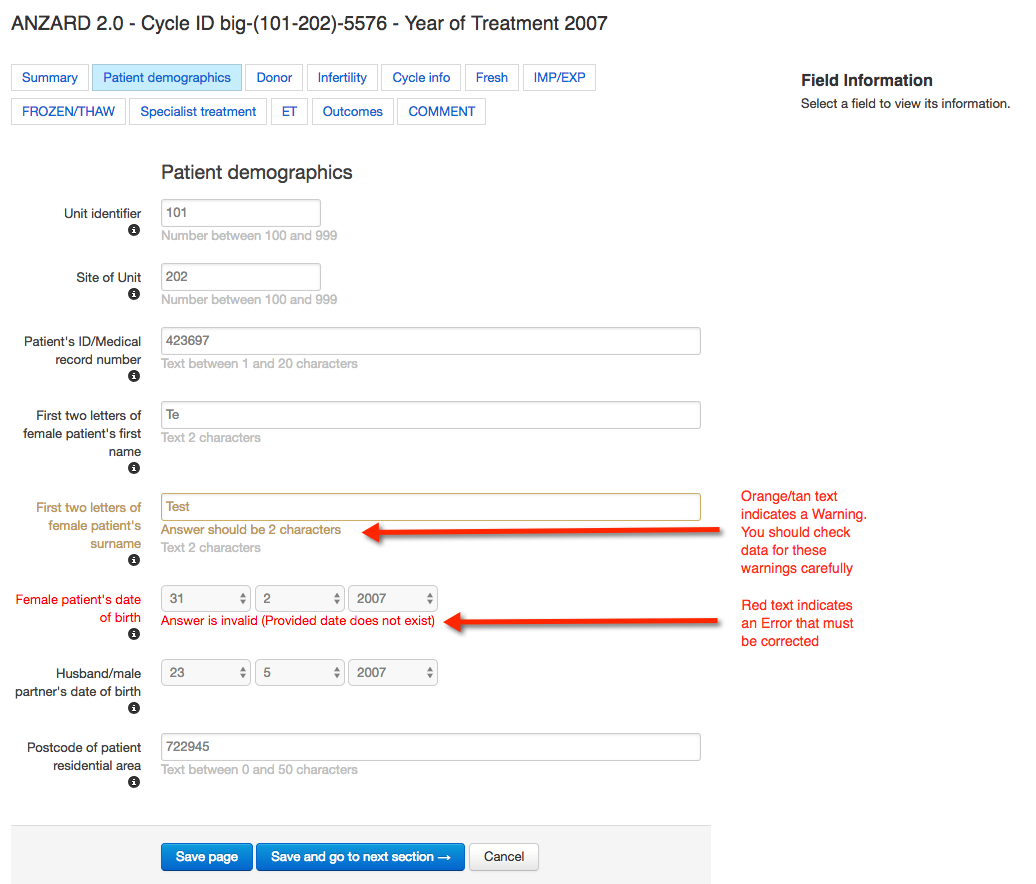 ANZARD 2.0 - Cycle ID big-(101-202)-5576 - Year of Treatment 2007
Summary
Patient demographics
Donor
Infertility
Cycle info
Fresh
IMP/EXP
FROZEN/THAW
Specialist treatment
ET
Outcomes
COMMENT
Field Information
Select a field to view its information.
Patient demographics
Unit identifier
101
Number between 100 and 999
Site of Unit
202
Number between 100 and 999
Patient's ID/Medical
record number
423697
Text between 1 and 20 characters
First two letters of
female patient's first
name
Te
Text 2 characters
First two letters of
female patient's
surname
Test
Answer should be 2 characters
Text 2 characters
Orange/tan text
indicates a Warning.
You should check
data for these
warnings carefully
Female patient's date
of birth
31
2
2007
Answer is invalid (Provided date does not exist)
Red text indicates
an Error that must
be corrected
Husband/male
partner's date of birth
23
5
2007
Postcode of patient
residential area
722945
Text between 0 and 50 characters
Save page
Save and go to next section →
Cancel